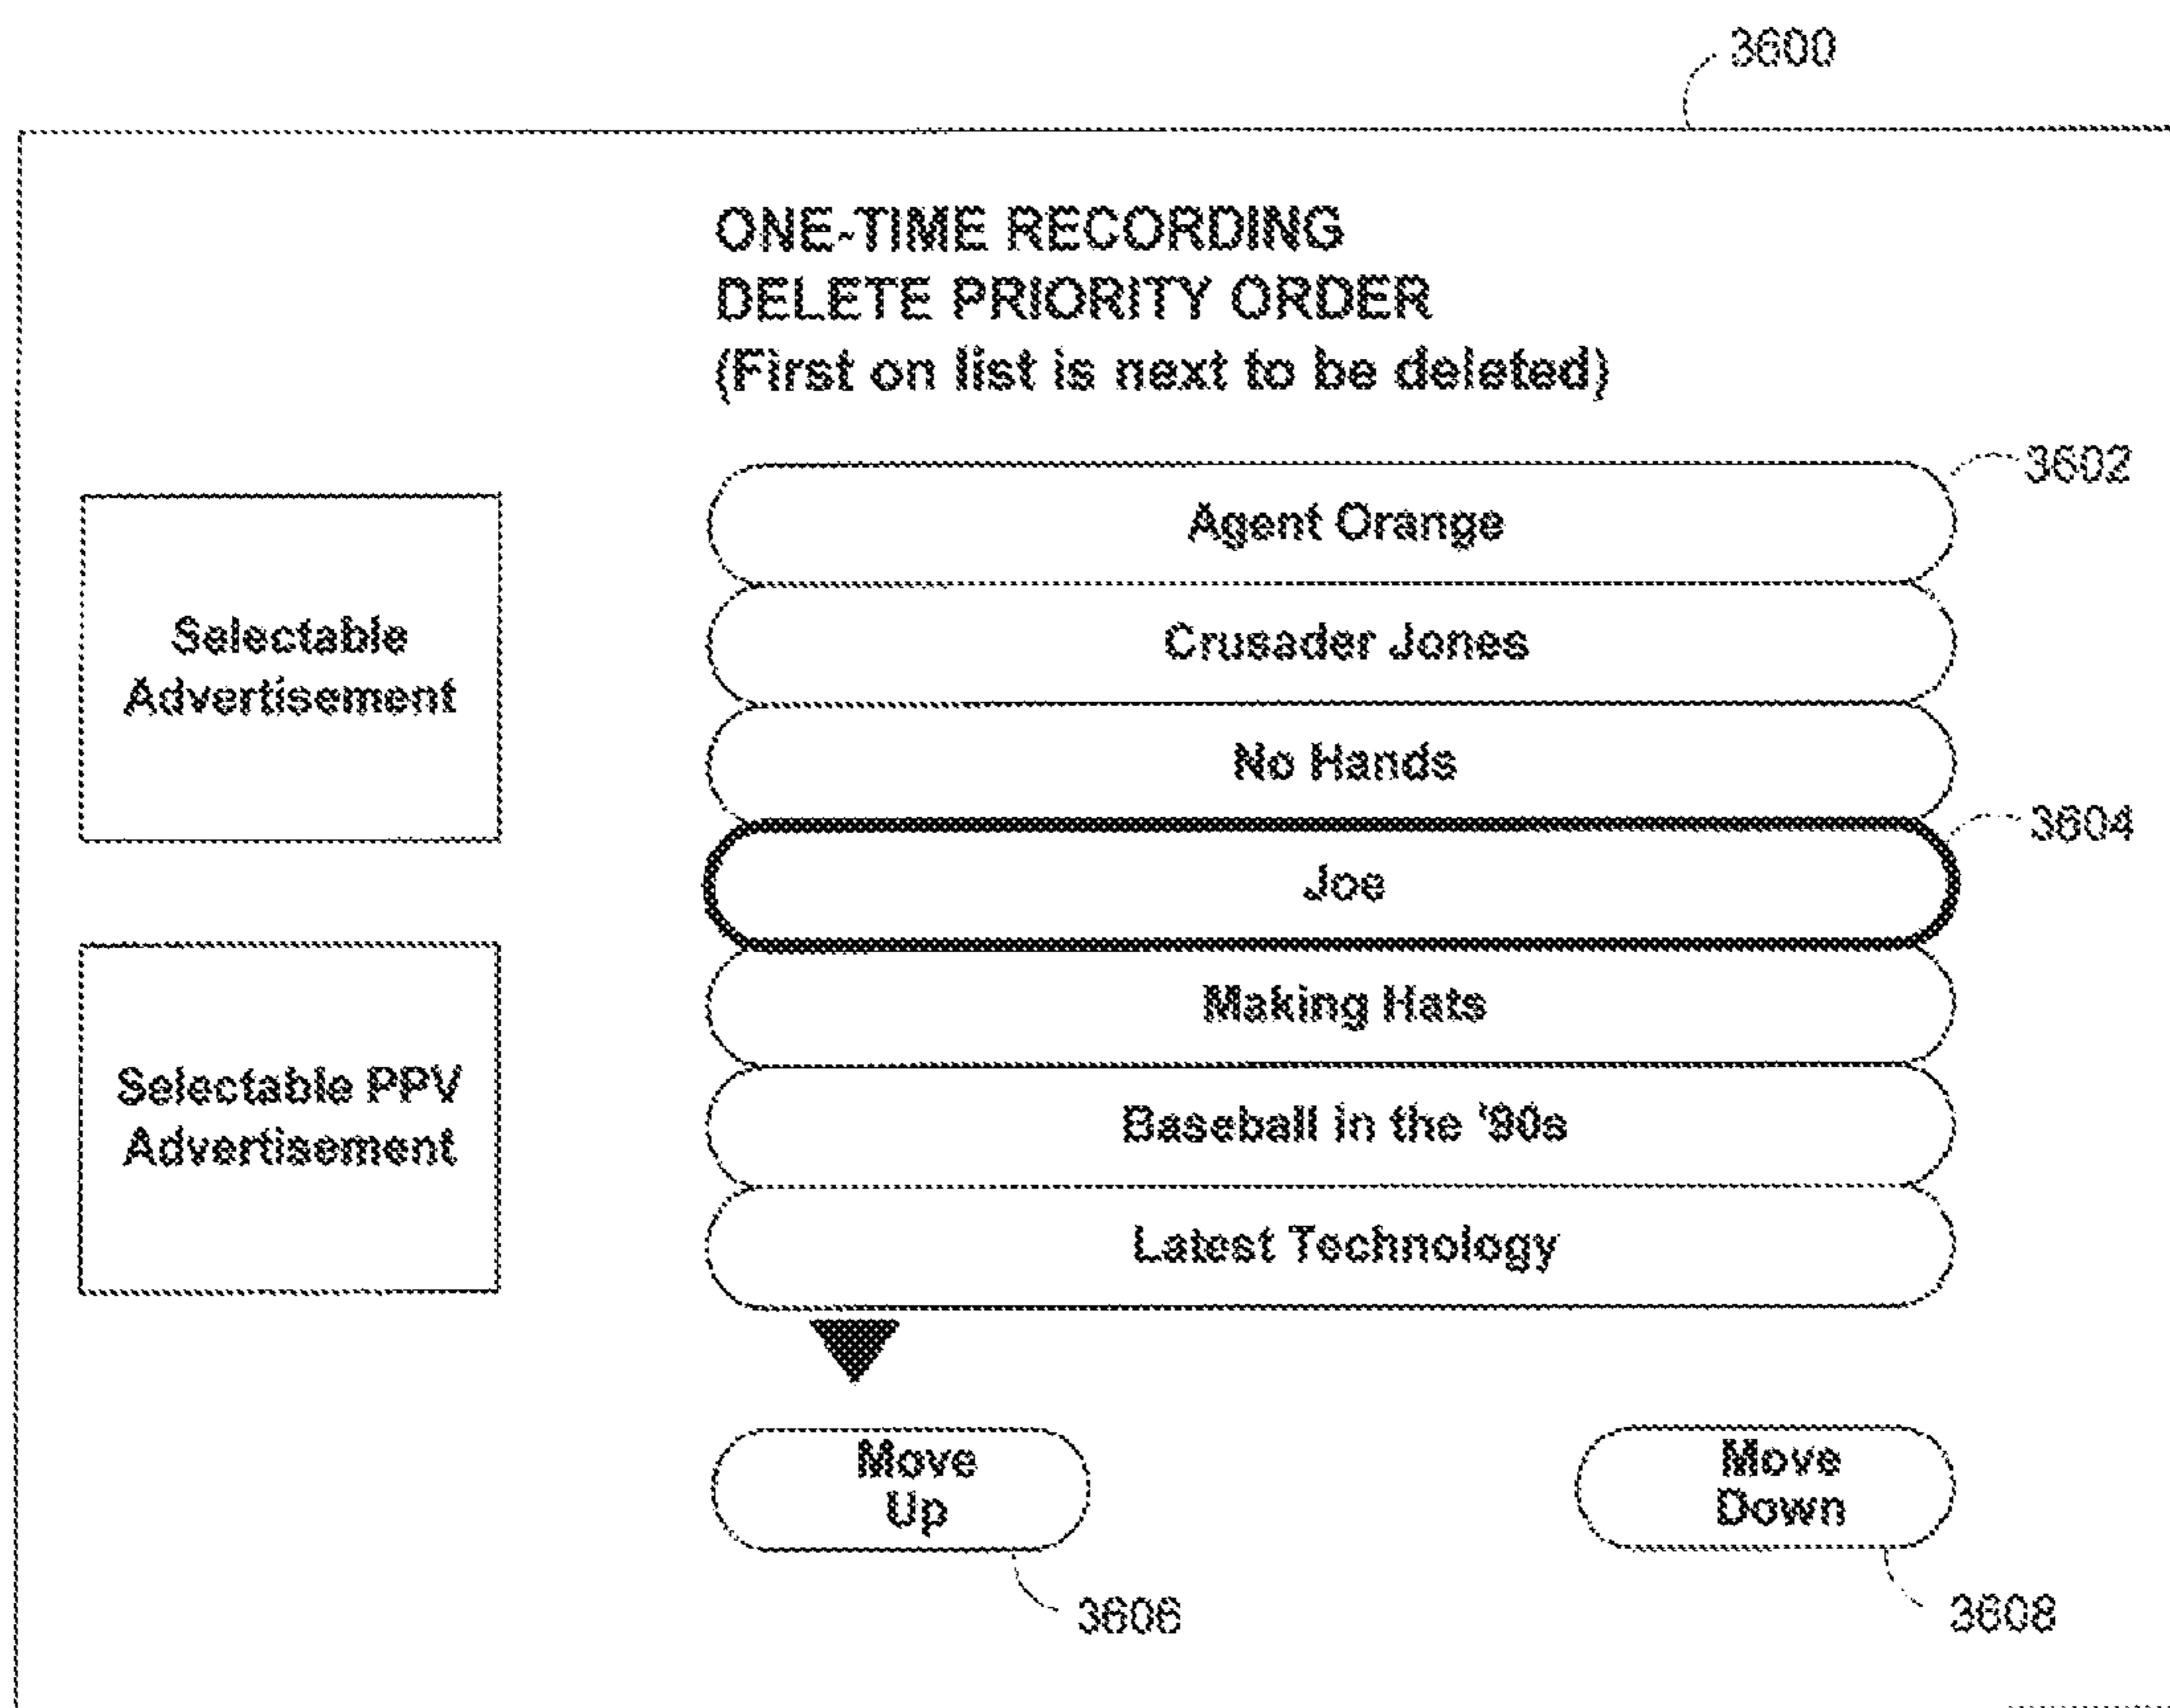 3600
ONE-TIME RECORDING
DELETE PRIORITY ORDER
(First on list is next to be deleted)
3602
Agent Orange
Selectable
Advertisement
Crusader Jones
No Hands
3604
Joe
Making Hats
Selectable PPV
Advertisement
Baseball in the '90s
Latest Technology
Move
Up
Move
Down
3606
3608